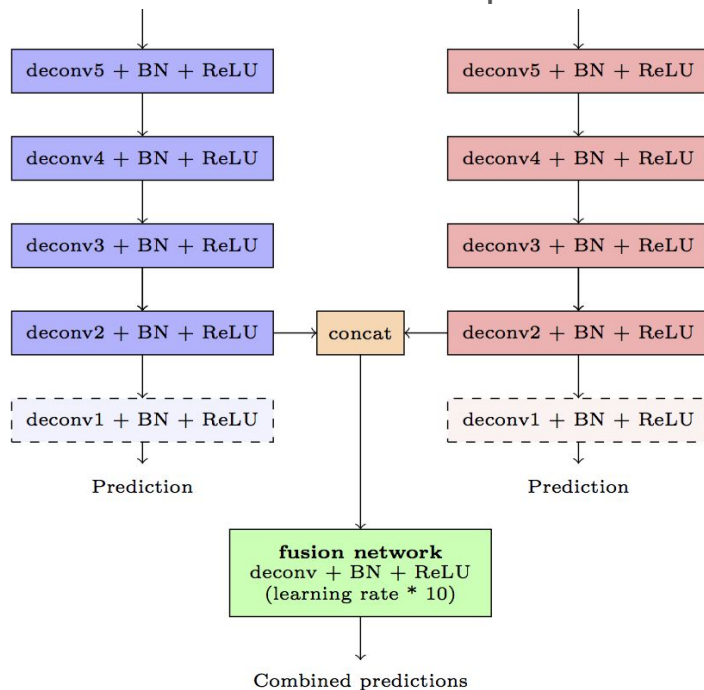 deconv5 + BN + ReLU
deconv5 + BN + ReLU
deconv4 + BN + ReLU
deconv4 + BN + ReLU
deconv3 + BN + ReLU
deconv3 + BN + ReLU
deconv2 + BN + ReLU
concat
deconv2 + BN + ReLU
deconv1 + BN + ReLU
deconv1 + BN + ReLU
Prediction
Prediction
fusion network
deconv + BN + ReLU
(learning rate * 10)
Combined predictions